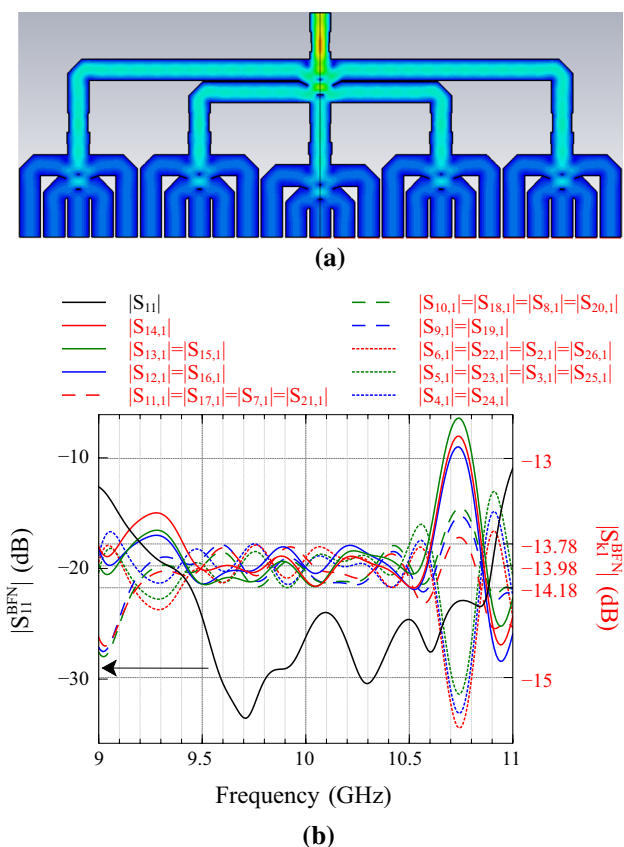 (a)
|S₁₁|
|S₁₄,₁|
|S₁₃,₁|=|S₁₅,₁|
|S₁₂,₁|=|S₁₆,₁|
|S₁₁,₁|=|S₁₇,₁|=|S₇,₁|=|S₂₁,₁|
|S₁₀,₁|=|S₁₈,₁|=|S₈,₁|=|S₂₀,₁|
|S₉,₁|=|S₁₉,₁|
|S₆,₁|=|S₂₂,₁|=|S₂,₁|=|S₂₆,₁|
|S₅,₁|=|S₂₃,₁|=|S₃,₁|=|S₂₅,₁|
|S₄,₁|=|S₂₄,₁|
|S₁₁ᴮᶠᴺ| (dB)
−10
−20
−30
−13
−13.78
−13.98
−14.18
−15
|Sₖ₁ᴮᶠᴺ|
(dB)
9
9.5
10
10.5
11
Frequency (GHz)
(b)